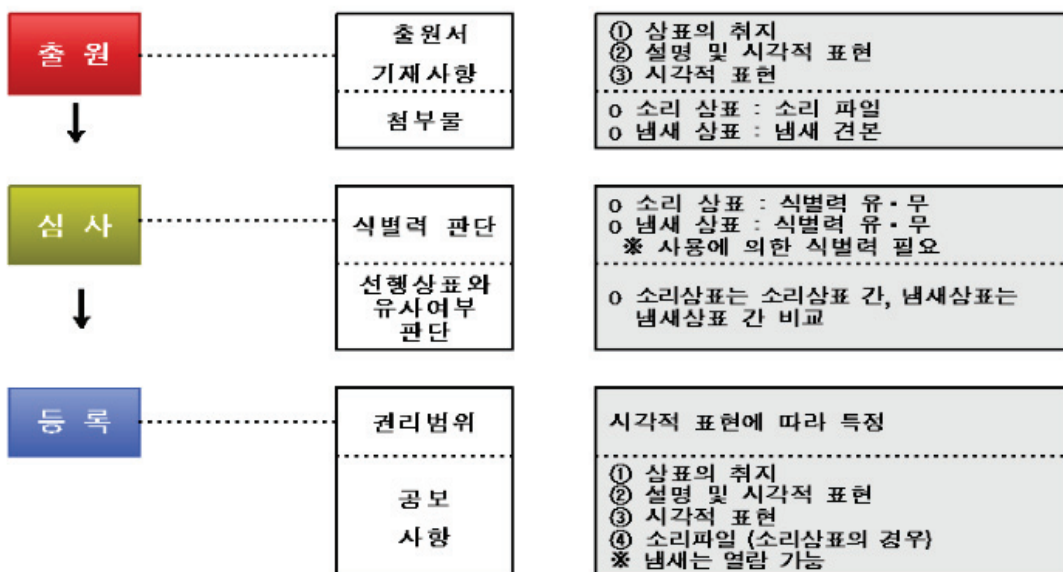 출 원
출원서
기재사항
① 상표의 취지
② 설명 및 시각적 표현
③ 시각적 표현
첨부물
o 소리 상표 : 소리 파일
o 냄새 상표 : 냄새 견본
심 사
식별력 판단
o 소리 상표 : 식별력 유·무
o 냄새 상표 : 식별력 유·무
※ 사용에 의한 식별력 필요
선행상표와
유사여부
판단
o 소리상표는 소리상표 간, 냄새상표는
냄새상표 간 비교
등 록
권리범위
시각적 표현에 따라 특정
공보
사항
① 상표의 취지
② 설명 및 시각적 표현
③ 시각적 표현
④ 소리파일 (소리상표의 경우)
※ 냄새는 열람 가능